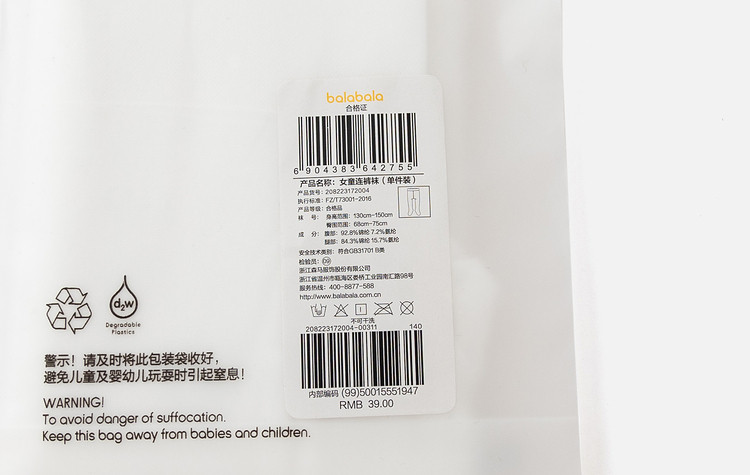 balabala
合格证
6 904383 642755
产品名称：女童连裤袜（单件装）
产品货号：208223172004
执行标准：FZ/T73001-2016
产品等级：合格品
袜 号：身高范围：130cm-150cm
臀围范围：68cm-75cm
成 分：腹部：92.8%锦纶 7.2%氨纶
腿部：84.3%锦纶 15.7%氨纶
安全技术类别：符合GB31701 B类
检验员：09
浙江森马服饰股份有限公司
浙江省温州市瓯海区娄桥工业园南汇路98号
服务热线：400-8877-588
http://www.balabala.com.cn
不可干洗
208223172004-00311 140
内部编码 (99)50015551947
RMB 39.00
d2w
Degradable
Plastics
警示！请及时将此包装袋收好，
避免儿童及婴幼儿玩耍时引起窒息！
WARNING!
To avoid danger of suffocation.
Keep this bag away from babies and children.